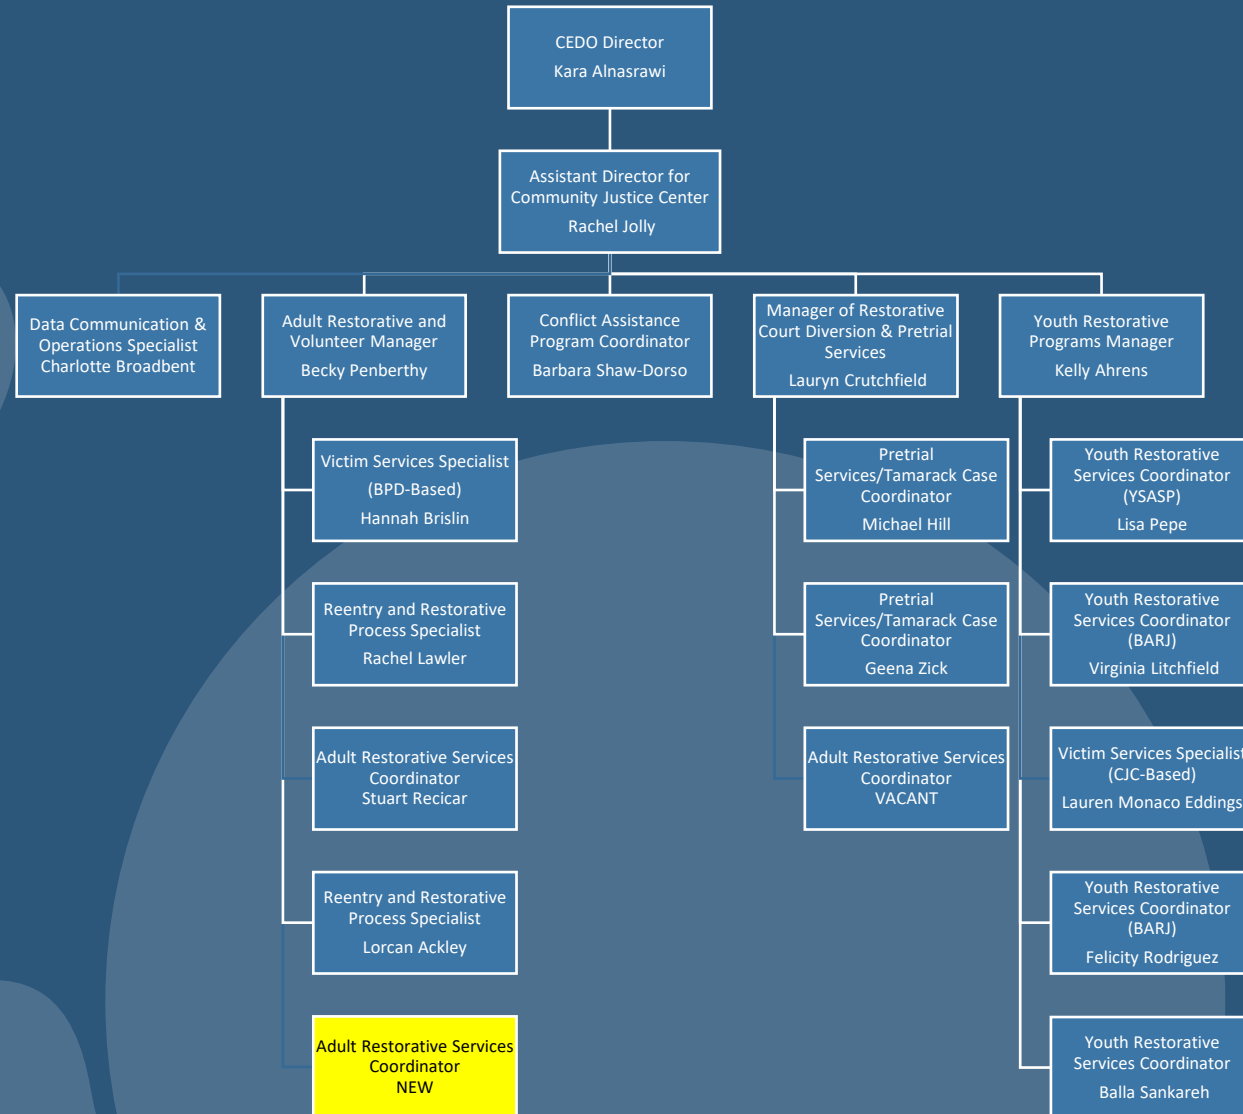 CEDO Director
Kara Alnasrawi
Assistant Director for
Community Justice Center
Rachel Jolly
Data Communication &
Operations Specialist
Charlotte Broadbent
Adult Restorative and
Volunteer Manager
Becky Penberthy
Conflict Assistance
Program Coordinator
Barbara Shaw-Dorso
Manager of Restorative
Court Diversion & Pretrial
Services
Lauryn Crutchfield
Youth Restorative
Programs Manager
Kelly Ahrens
Victim Services Specialist
(BPD-Based)
Hannah Brislin
Reentry and Restorative
Process Specialist
Rachel Lawler
Adult Restorative Services
Coordinator
Stuart Recicar
Reentry and Restorative
Process Specialist
Lorcan Ackley
Adult Restorative Services
Coordinator
NEW
Pretrial
Services/Tamarack Case
Coordinator
Michael Hill
Pretrial
Services/Tamarack Case
Coordinator
Geena Zick
Adult Restorative Services
Coordinator
VACANT
Youth Restorative
Services Coordinator
(YSASP)
Lisa Pepe
Youth Restorative
Services Coordinator
(BARJ)
Virginia Litchfield
Victim Services Specialist
(CJC-Based)
Lauren Monaco Eddings
Youth Restorative
Services Coordinator
(BARJ)
Felicity Rodriguez
Youth Restorative
Services Coordinator
Balla Sankareh